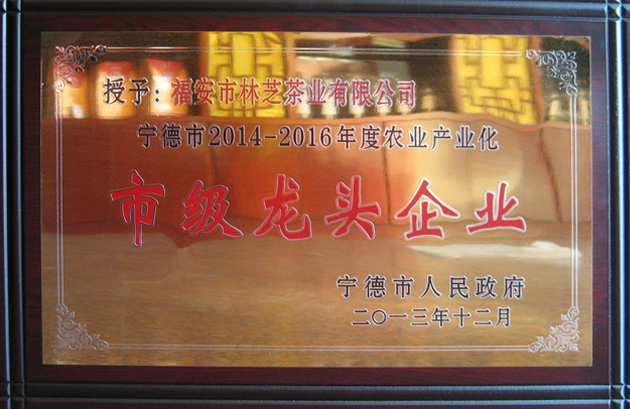 授予：福安市林芝茶业有限公司
宁德市2014-2016年度农业产业化
市级龙头企业
宁德市人民政府
二〇一三年十二月